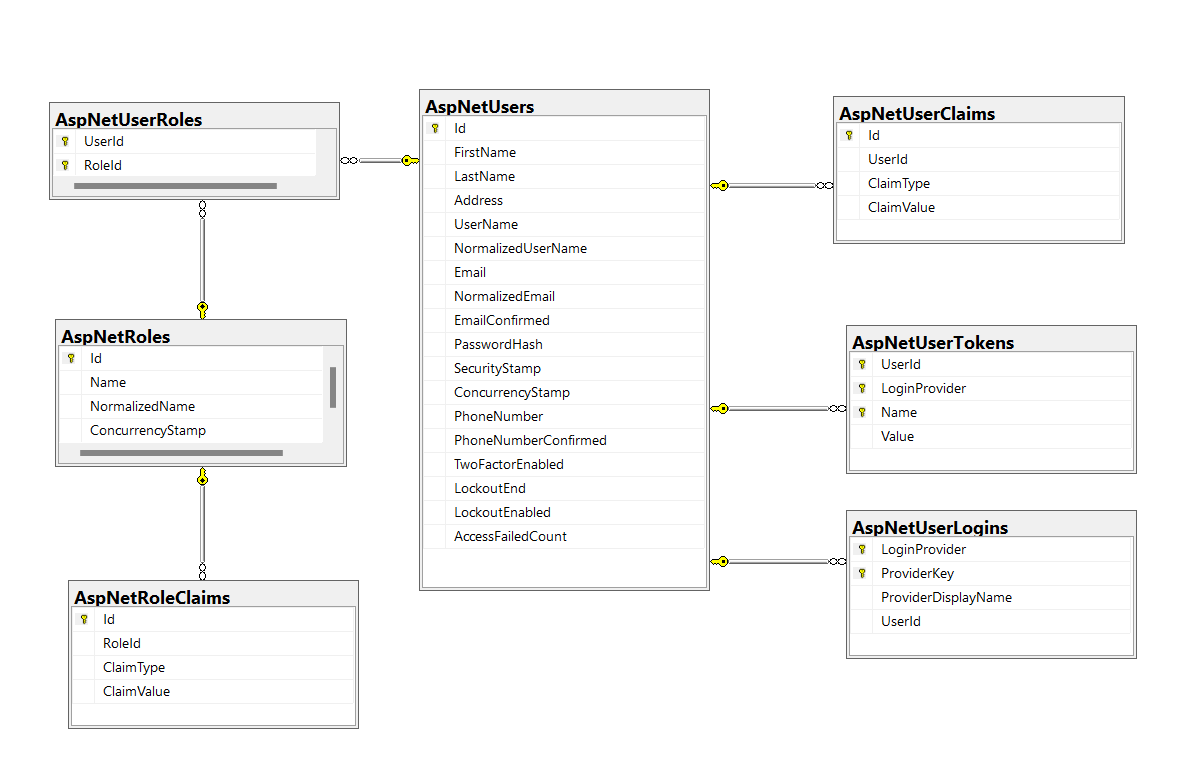 AspNetUserRoles
UserId
RoleId
AspNetRoles
Id
Name
NormalizedName
ConcurrencyStamp
AspNetRoleClaims
Id
RoleId
ClaimType
ClaimValue
AspNetUsers
Id
FirstName
LastName
Address
UserName
NormalizedUserName
Email
NormalizedEmail
EmailConfirmed
PasswordHash
SecurityStamp
ConcurrencyStamp
PhoneNumber
PhoneNumberConfirmed
TwoFactorEnabled
LockoutEnd
LockoutEnabled
AccessFailedCount
AspNetUserClaims
Id
UserId
ClaimType
ClaimValue
AspNetUserTokens
UserId
LoginProvider
Name
Value
AspNetUserLogins
LoginProvider
ProviderKey
ProviderDisplayName
UserId